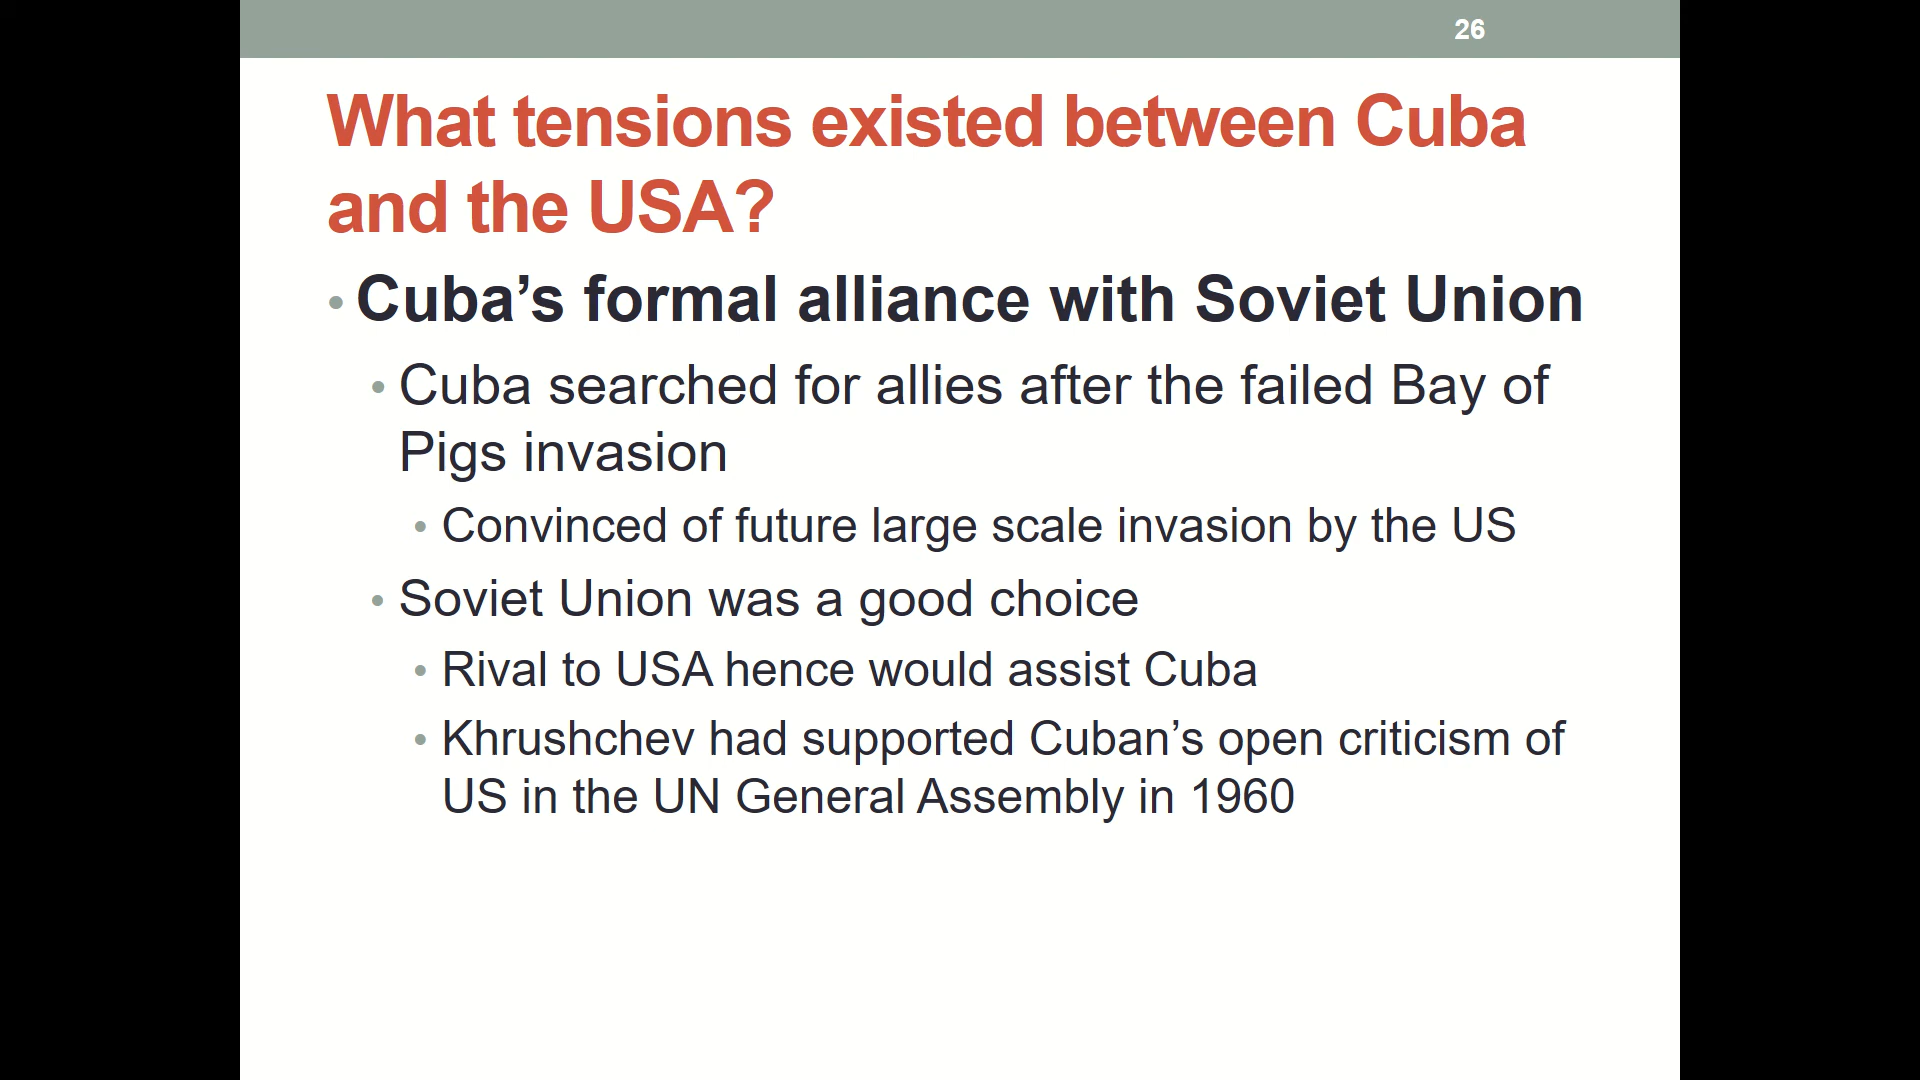 26
What tensions existed between Cuba
and the USA?
• Cuba’s formal alliance with Soviet Union
• Cuba searched for allies after the failed Bay of
Pigs invasion
• Convinced of future large scale invasion by the US
• Soviet Union was a good choice
• Rival to USA hence would assist Cuba
• Khrushchev had supported Cuban’s open criticism of
US in the UN General Assembly in 1960